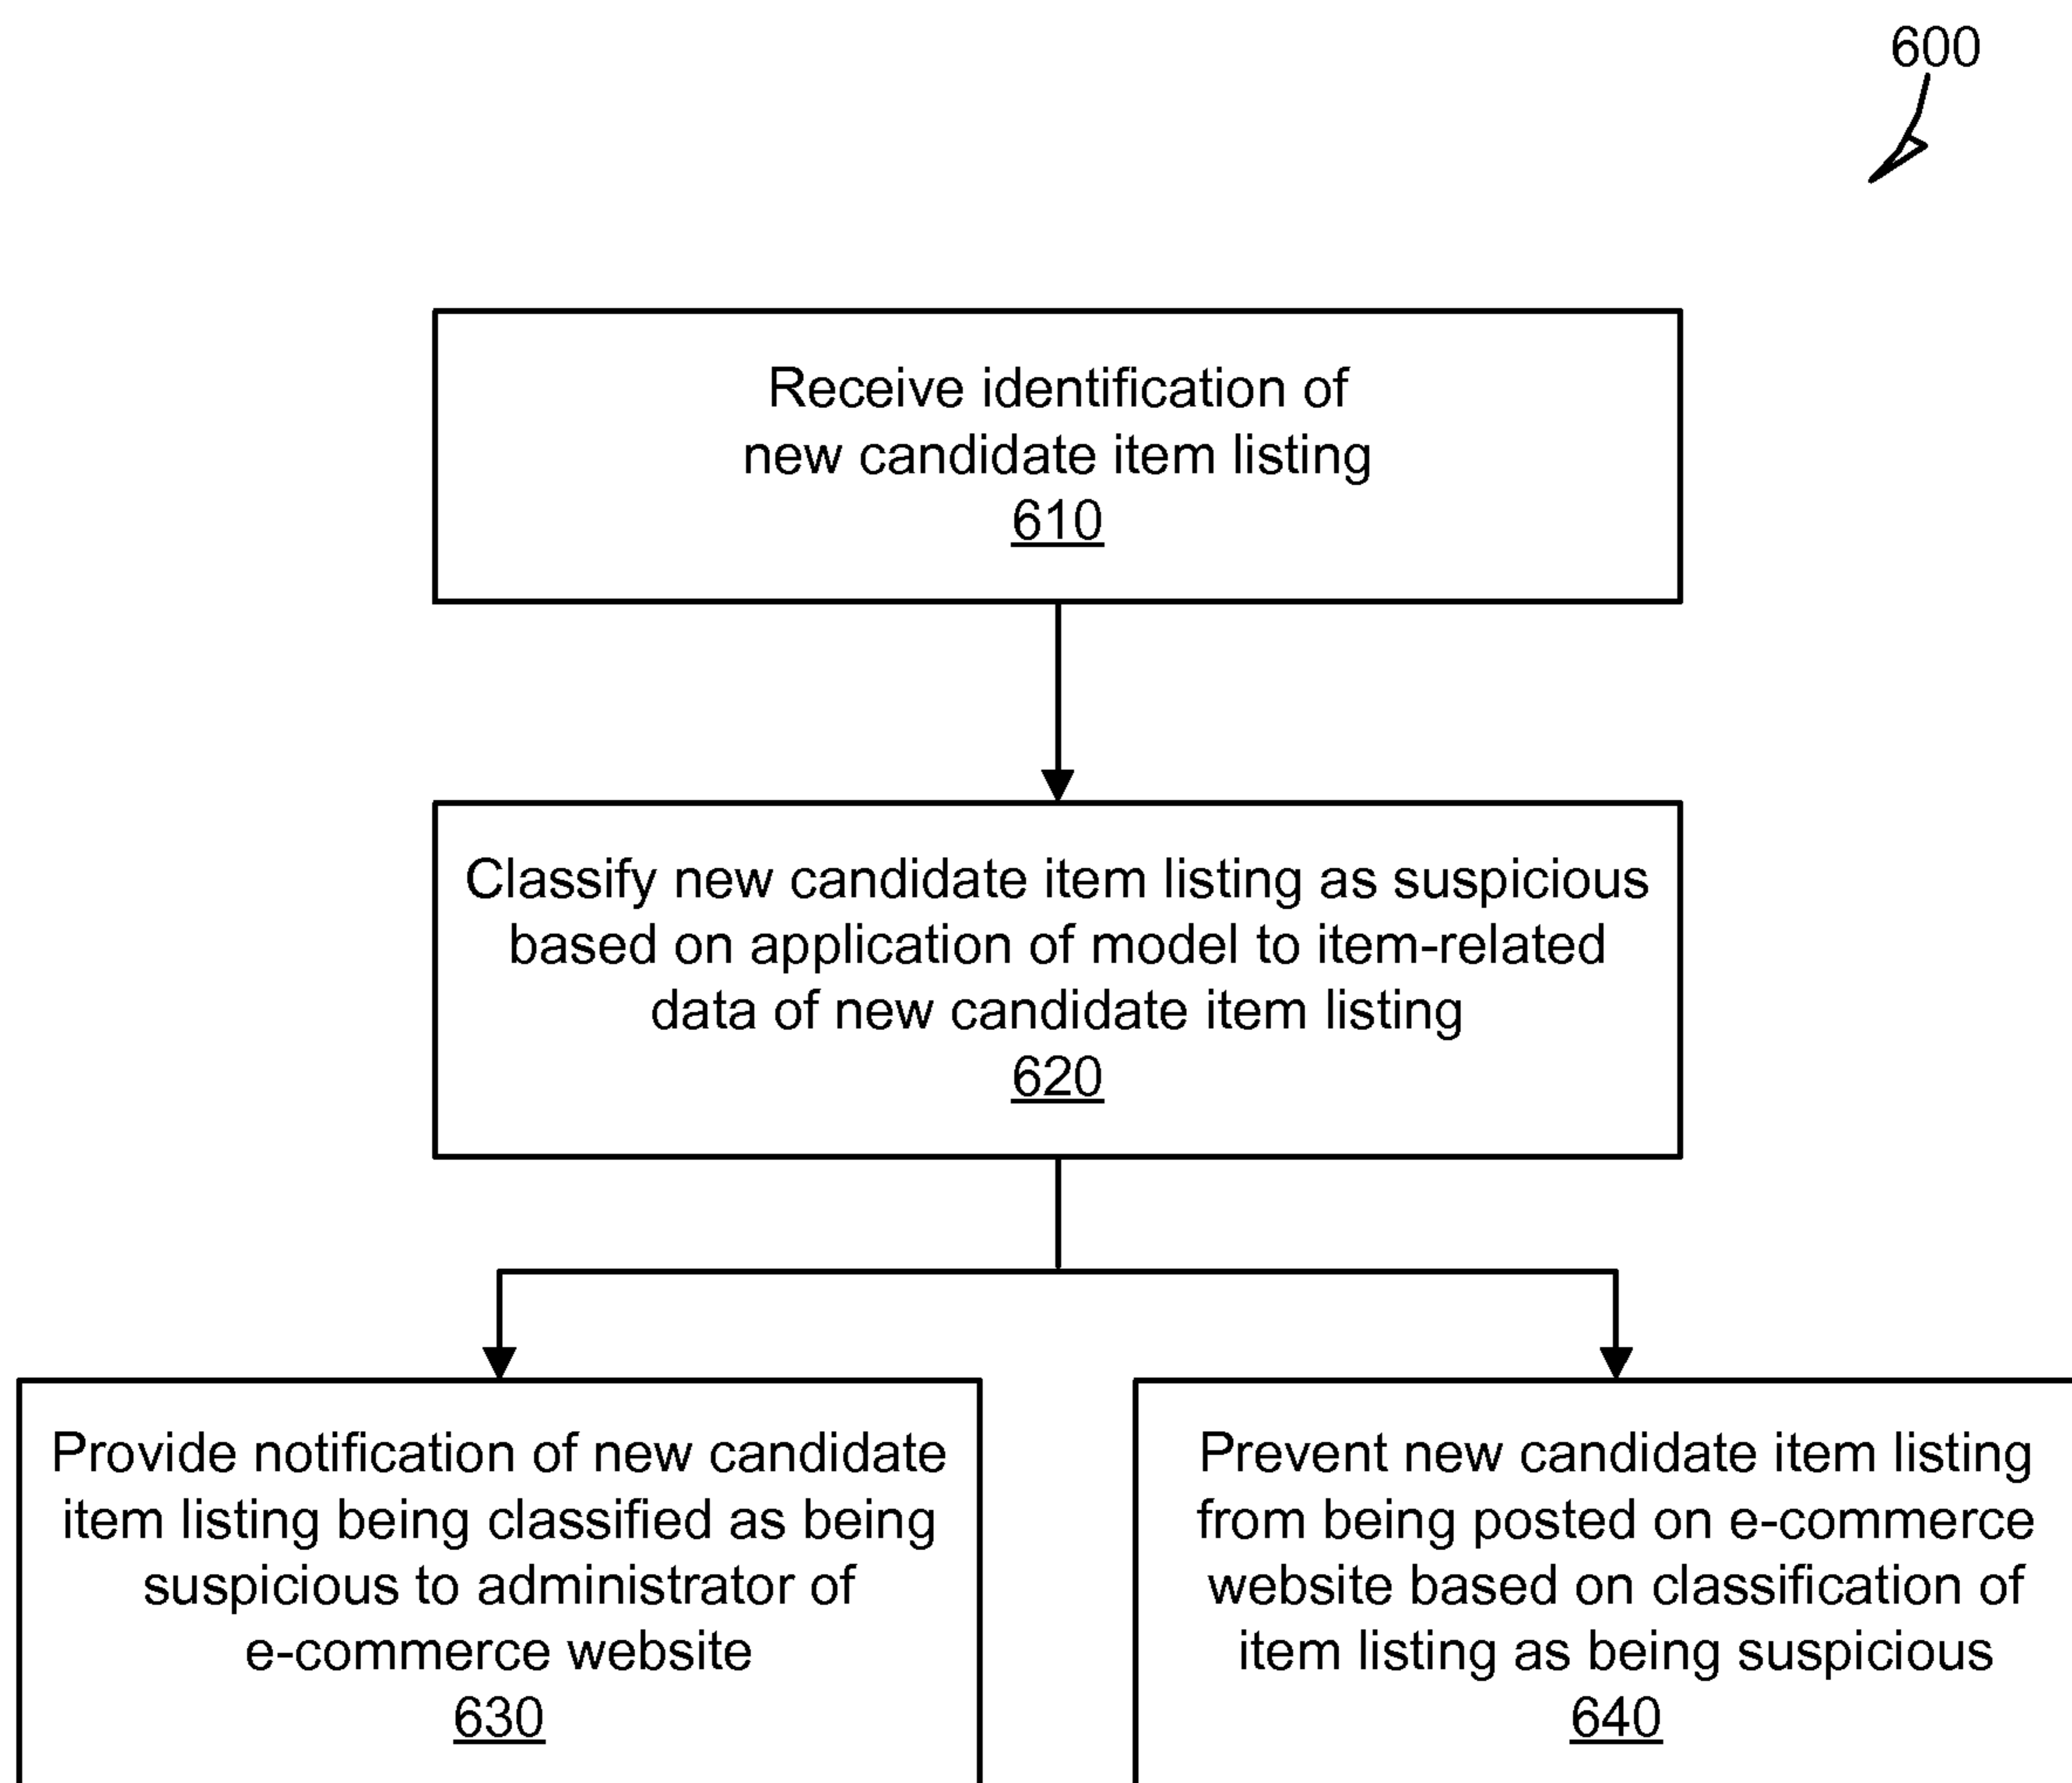 600
Receive identification of
new candidate item listing
610
Classify new candidate item listing as suspicious
based on application of model to item-related
data of new candidate item listing
620
Provide notification of new candidate
item listing being classified as being
suspicious to administrator of
e-commerce website
630
Prevent new candidate item listing
from being posted on e-commerce
website based on classification of
item listing as being suspicious
640